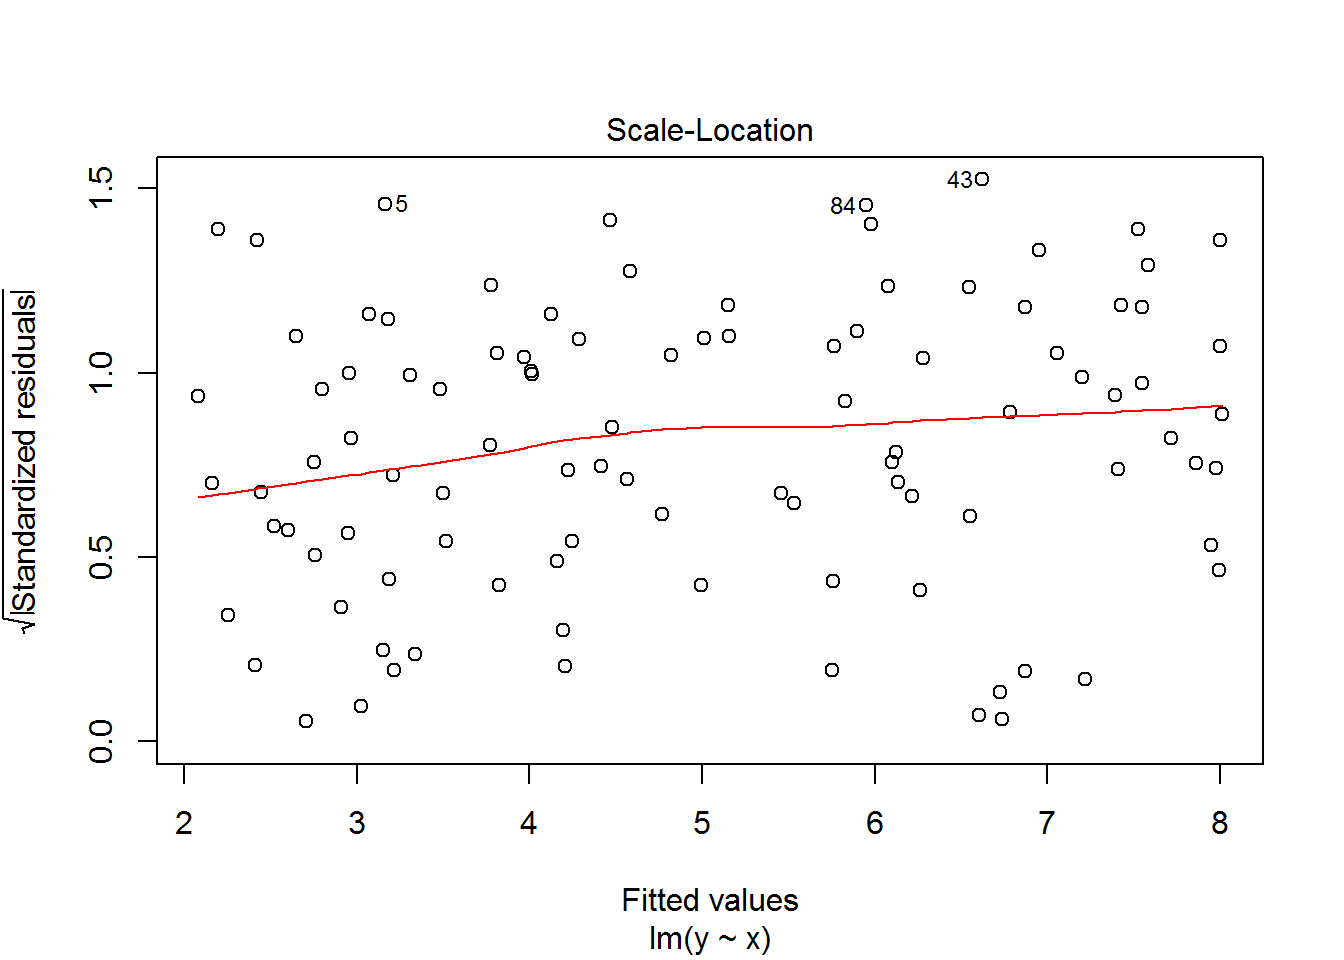 Scale-Location
√|Standardized residuals|
1.5
1.0
0.5
0.0
5
84
43
2 3 4 5 6 7 8
Fitted values
lm(y ~ x)